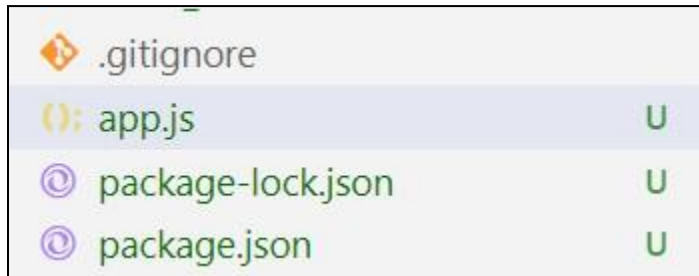 .gitignore
app.js U
package-lock.json U
package.json U